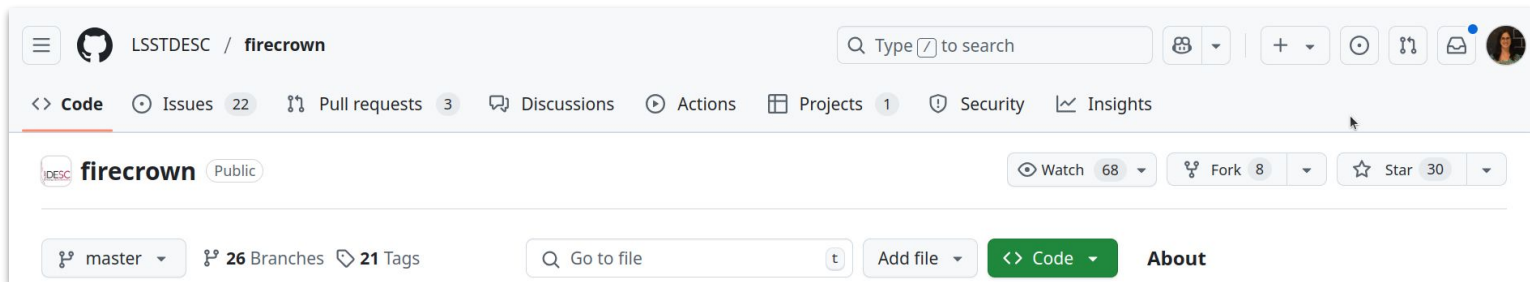 LSSTDESC / firecrown Type / to search
<> Code Issues 22 Pull requests 3 Discussions Actions Projects 1 Security Insights
DESC firecrown Public Watch 68 Fork 8 Star 30
master 26 Branches 21 Tags Go to file t Add file <> Code About